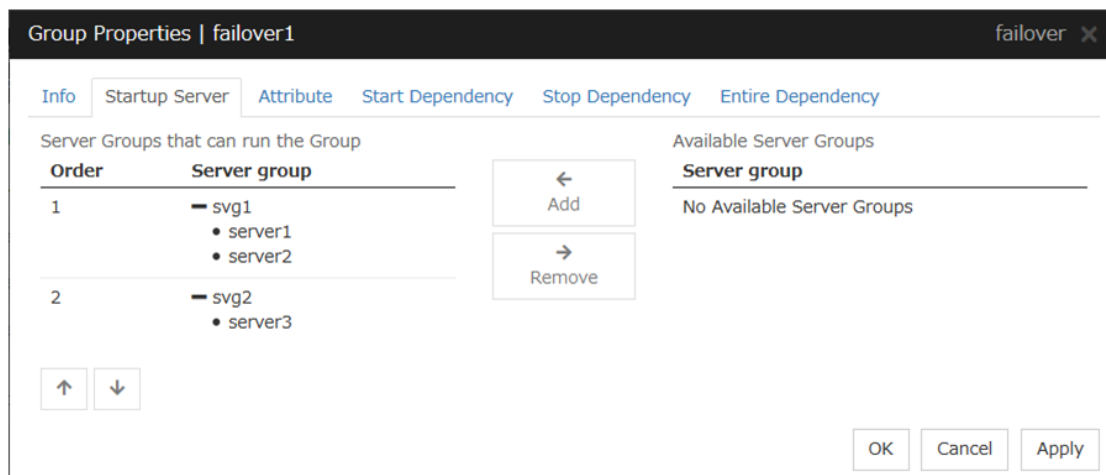 Group Properties | failover1 failover ×
Info Startup Server Attribute Start Dependency Stop Dependency Entire Dependency
Server Groups that can run the Group
Order Server group
1 svg1
• server1
• server2
2 svg2
• server3
Add
Remove
Available Server Groups
Server group
No Available Server Groups
OK Cancel Apply